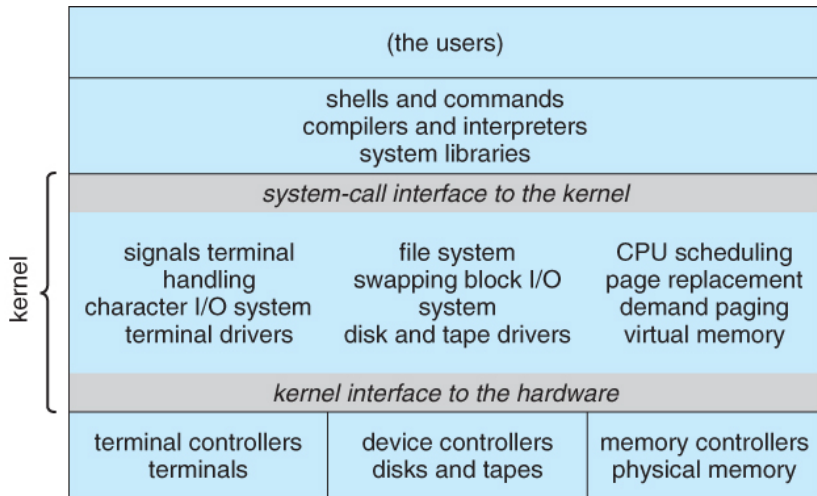 (the users)
shells and commands
compilers and interpreters
system libraries
kernel
system-call interface to the kernel
signals terminal
handling
character I/O system
terminal drivers
file system
swapping block I/O
system
disk and tape drivers
CPU scheduling
page replacement
demand paging
virtual memory
kernel interface to the hardware
terminal controllers
terminals
device controllers
disks and tapes
memory controllers
physical memory